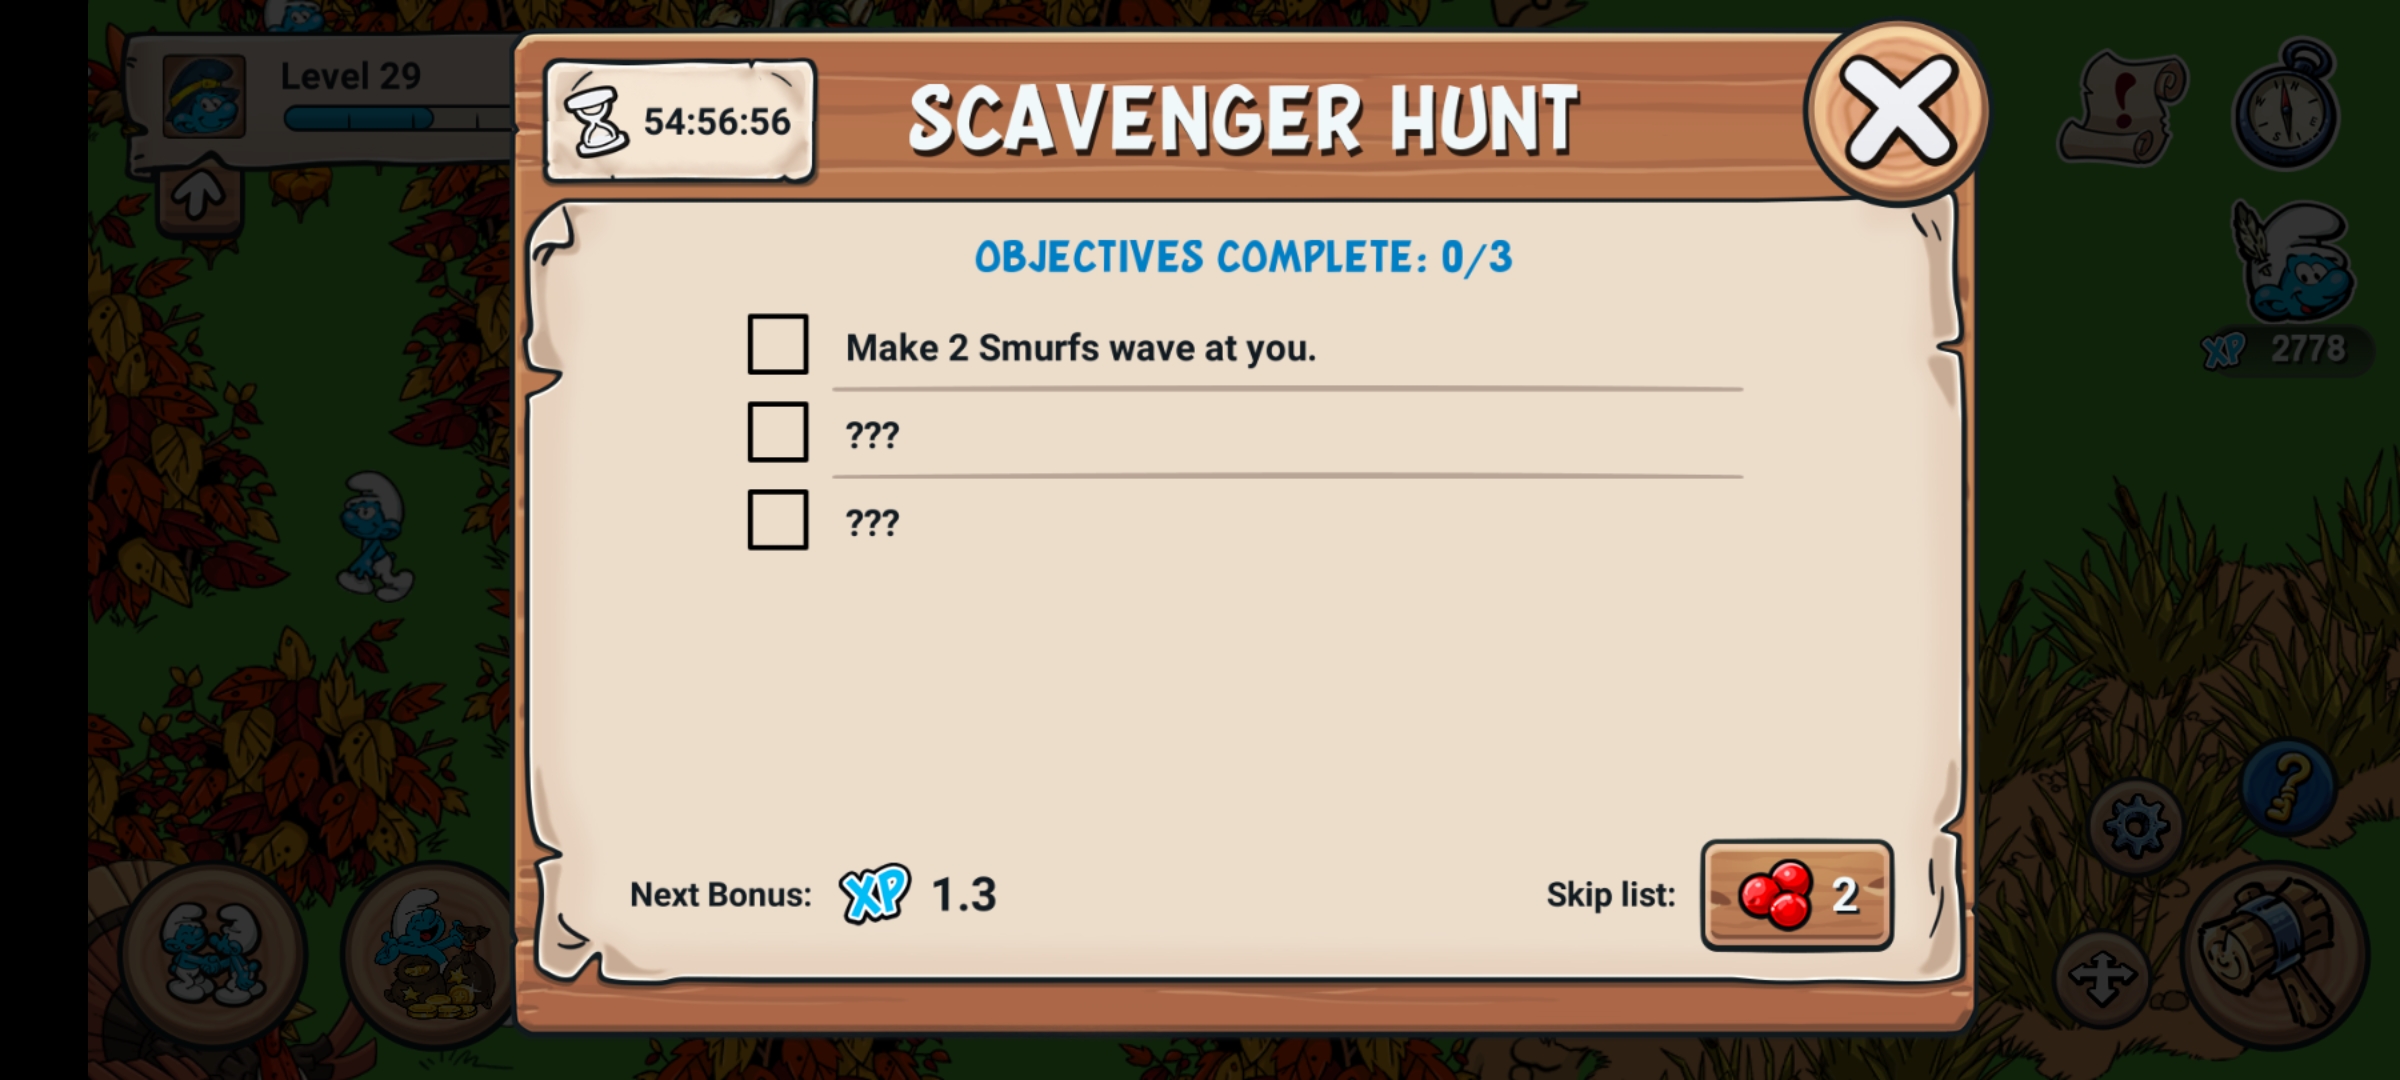 Level 29
54:56:56
SCAVENGER HUNT
OBJECTIVES COMPLETE: 0/3
Make 2 Smurfs wave at you.
???
???
XP 2778
Next Bonus: XP 1.3
Skip list: 2